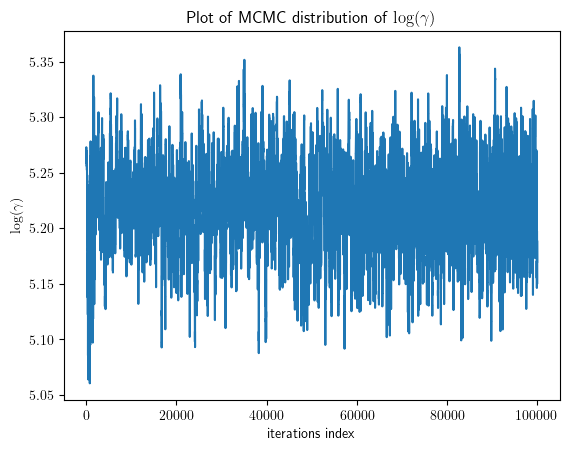 Plot of MCMC distribution of log(γ)
5.35
5.30
5.25
5.20
5.15
5.10
5.05
log(γ)
0 20000 40000 60000 80000 100000
iterations index